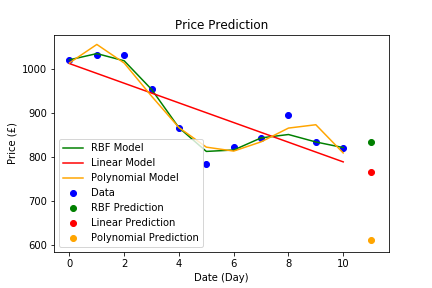 Price Prediction
Price (£)
1000
900
800
700
600
RBF Model
Linear Model
Polynomial Model
Data
RBF Prediction
Linear Prediction
Polynomial Prediction
0 2 4 6 8 10
Date (Day)